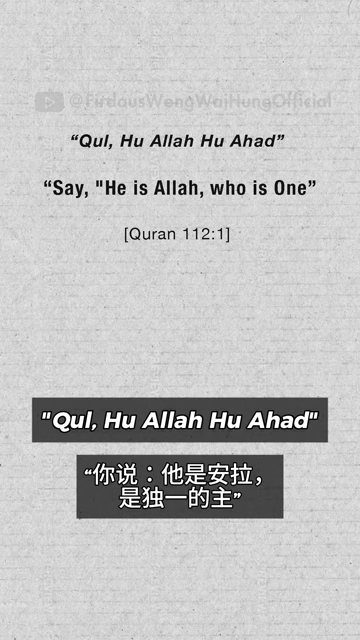 @FirdausWongWaiHungOfficial
“Qul, Hu Allah Hu Ahad”
“Say, "He is Allah, who is One”
[Quran 112:1]
"Qul, Hu Allah Hu Ahad"
“你说：他是安拉，
是独一的主”